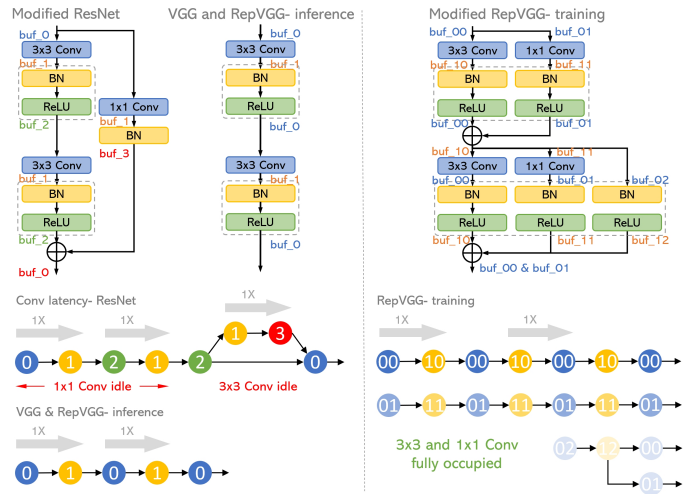 Modified ResNet
buf_0
3x3 Conv
buf_1
BN
ReLU
buf_2
1x1 Conv
buf_1
BN
buf_3
3x3 Conv
buf_1
BN
ReLU
buf_2
buf_0
VGG and RepVGG- inference
buf_0
3x3 Conv
buf_1
BN
ReLU
buf_0
3x3 Conv
buf_1
BN
ReLU
buf_0
Modified RepVGG- training
buf_00 buf_01
3x3 Conv 1x1 Conv
buf_10 buf_11
BN BN
ReLU ReLU
buf_00 buf_01
buf_10 buf_11
3x3 Conv 1x1 Conv
buf_00 buf_01 buf_02
BN BN BN
ReLU ReLU ReLU
buf_10 buf_11 buf_12
buf_00 & buf_01
Conv latency- ResNet
1X 1X 1X
1 3
0 1 2 1 2 0
1x1 Conv idle 3x3 Conv idle
VGG & RepVGG- inference
1X 1X
0 1 0 1 0
RepVGG- training
1X 1X
00 10 00 10 00 10 00
01 11 01 11 01 11 01
3x3 and 1x1 Conv
fully occupied
02 12 00
01